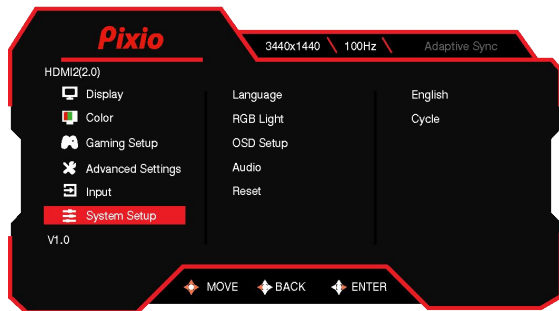 Pixio
3440x1440 \ 100Hz \ Adaptive Sync
HDMI2(2.0)
Display
Color
Gaming Setup
Advanced Settings
Input
System Setup
V1.0
Language English
RGB Light Cycle
OSD Setup
Audio
Reset
MOVE BACK ENTER